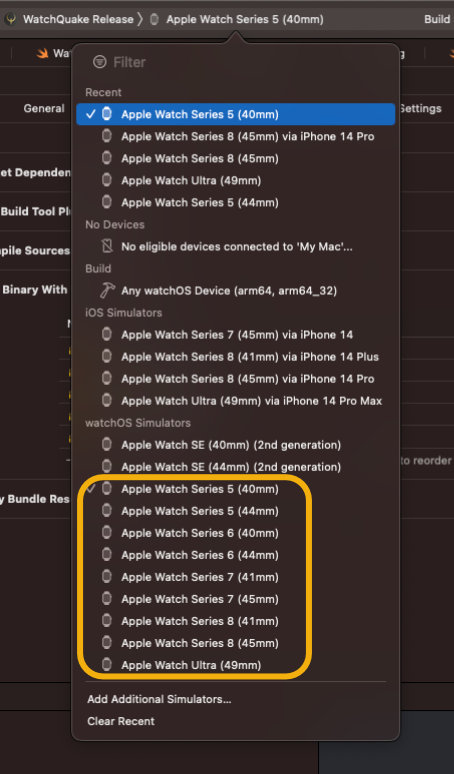 WatchQuake Release 〉 Apple Watch Series 5 (40mm) Build
Wa
g
Filter
Recent
General
✓ Apple Watch Series 5 (40mm)
Settings
Apple Watch Series 8 (45mm) via iPhone 14 Pro
Apple Watch Series 8 (45mm)
et Dependen
Apple Watch Ultra (49mm)
Apple Watch Series 5 (44mm)
Build Tool Plu
No Devices
No eligible devices connected to 'My Mac'...
pile Sources
Build
Binary With
Any watchOS Device (arm64, arm64_32)
iOS Simulators
Apple Watch Series 7 (45mm) via iPhone 14
Apple Watch Series 8 (41mm) via iPhone 14 Plus
Apple Watch Series 8 (45mm) via iPhone 14 Pro
Apple Watch Ultra (49mm) via iPhone 14 Pro Max
watchOS Simulators
Apple Watch SE (40mm) (2nd generation)
to reorder
Apple Watch SE (44mm) (2nd generation)
✓ Apple Watch Series 5 (40mm)
y Bundle Res
Apple Watch Series 5 (44mm)
Apple Watch Series 6 (40mm)
Apple Watch Series 6 (44mm)
Apple Watch Series 7 (41mm)
Apple Watch Series 7 (45mm)
Apple Watch Series 8 (41mm)
Apple Watch Series 8 (45mm)
Apple Watch Ultra (49mm)
Add Additional Simulators...
Clear Recent